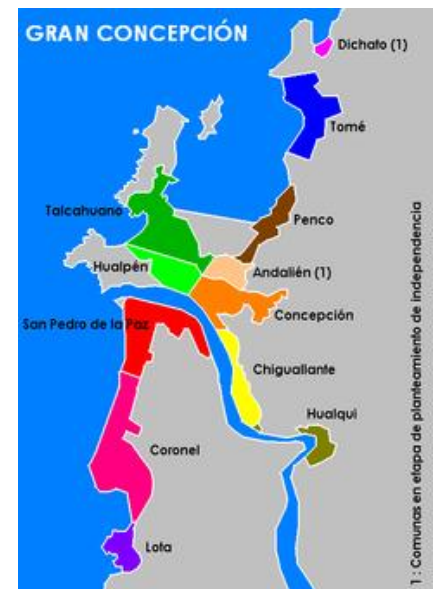 GRAN CONCEPCIÓN
Dichato (1)
Tomé
Talcahuano
Penco
Hualpén
Andalién (1)
Concepción
San Pedro de la Paz
Chiguallante
Hualqui
Coronel
Lota
1 : Comunas en etapa de planteamiento de independencia